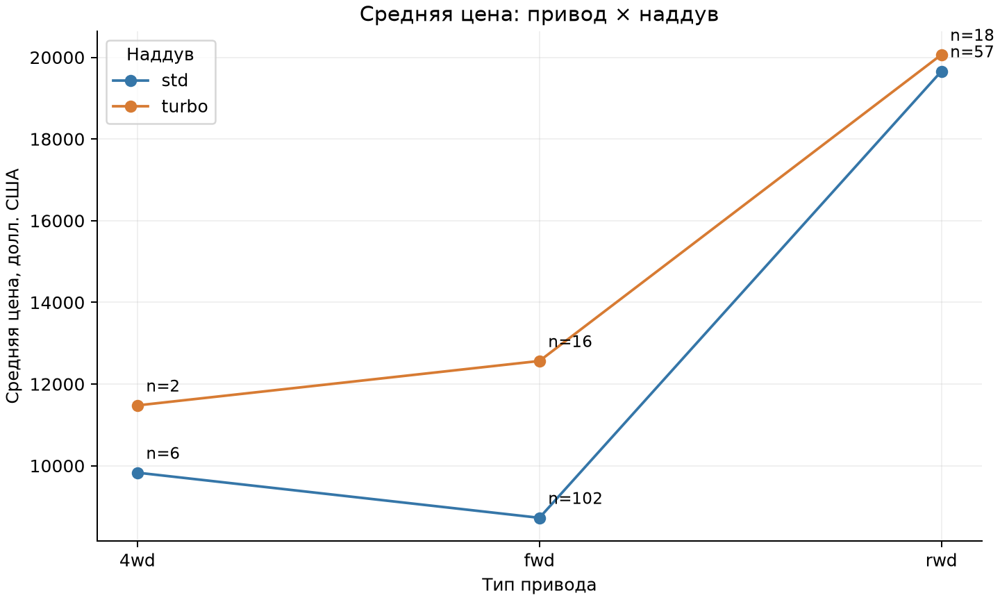 Средняя цена: привод × наддув
Наддув
std
turbo
Средняя цена, долл. США
20000
18000
16000
14000
12000
10000
n=18
n=57
n=16
n=2
n=6
n=102
4wd
fwd
rwd
Тип привода